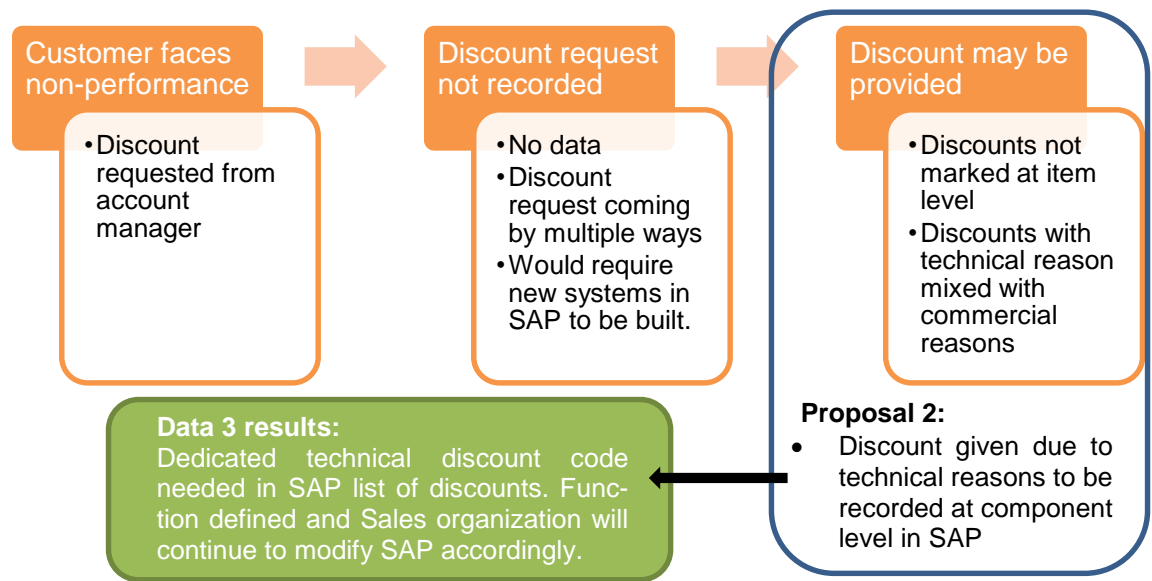 Customer faces
non-performance
•Discount
requested from
account
manager
Discount request
not recorded
•No data
•Discount
request coming
by multiple ways
•Would require
new systems in
SAP to be built.
Discount may be
provided
•Discounts not
marked at item
level
•Discounts with
technical reason
mixed with
commercial
reasons
Data 3 results:
Dedicated technical discount code
needed in SAP list of discounts. Func-
tion defined and Sales organization will
continue to modify SAP accordingly.
Proposal 2:
• Discount given due to
technical reasons to be
recorded at component
level in SAP